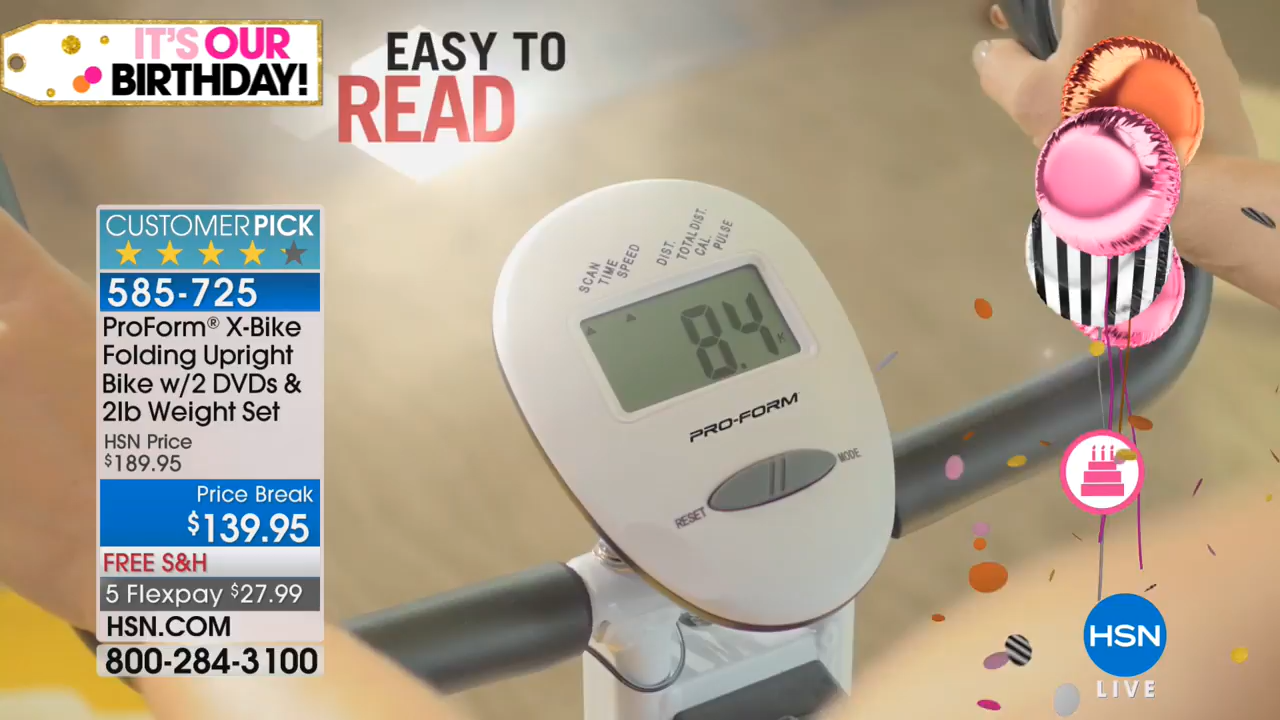 IT'S OUR
BIRTHDAY!
EASY TO
READ
CUSTOMER PICK
585-725
ProForm® X-Bike
Folding Upright
Bike w/2 DVDs &
2lb Weight Set
HSN Price
$189.95
Price Break
$139.95
FREE S&H
5 Flexpay $27.99
HSN.COM
800-284-3100
SCAN
TIME
SPEED
DIST.
TOTAL DIST.
CAL.
PULSE
8.4 K
PRO-FORM
MODE
RESET
HSN
LIVE